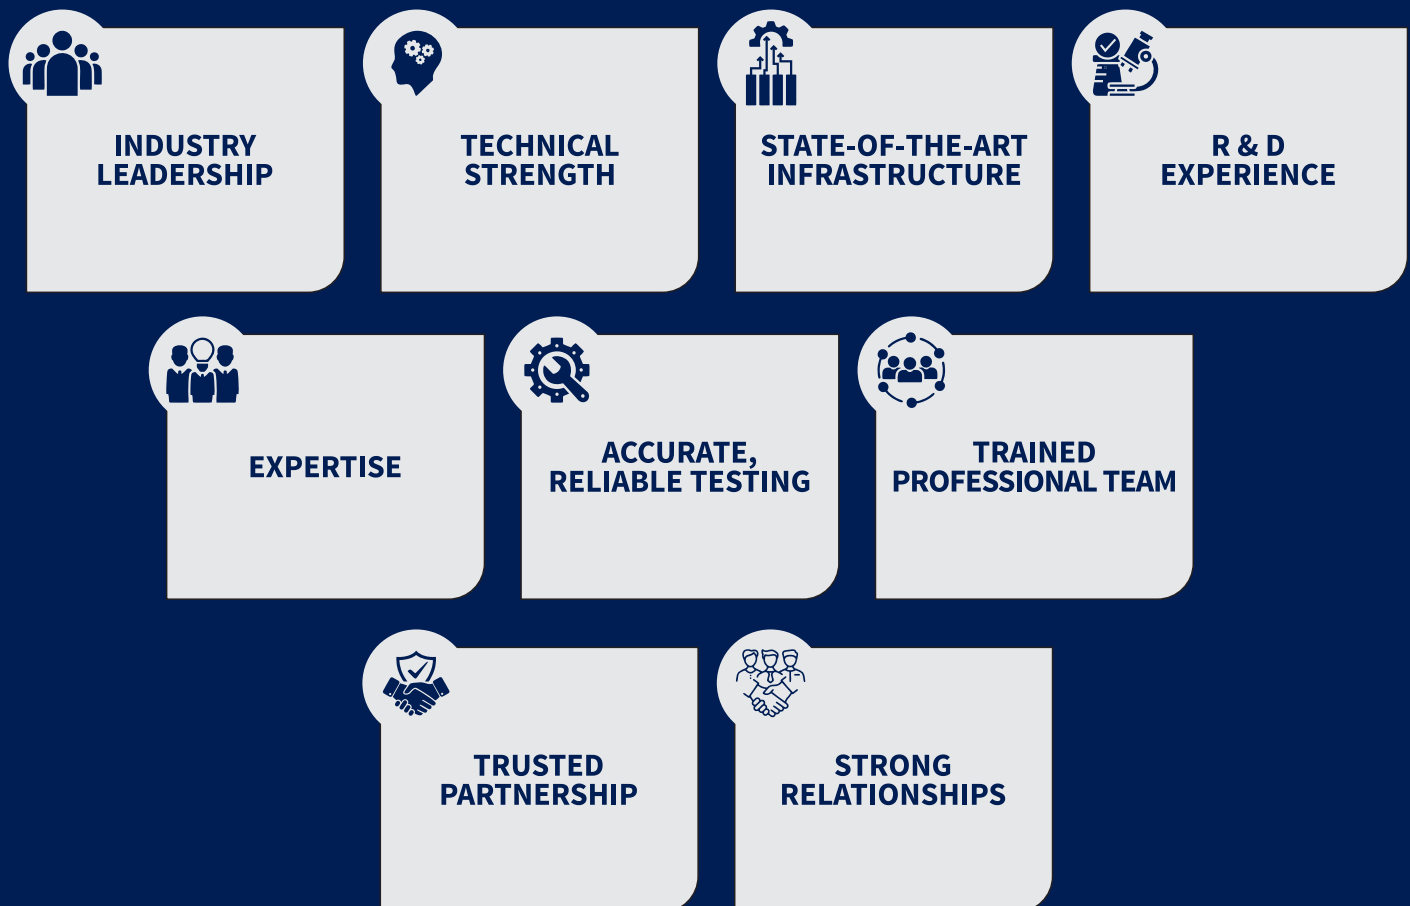 INDUSTRY
LEADERSHIP
TECHNICAL
STRENGTH
STATE-OF-THE-ART
INFRASTRUCTURE
R & D
EXPERIENCE
EXPERTISE
ACCURATE,
RELIABLE TESTING
TRAINED
PROFESSIONAL TEAM
TRUSTED
PARTNERSHIP
STRONG
RELATIONSHIPS